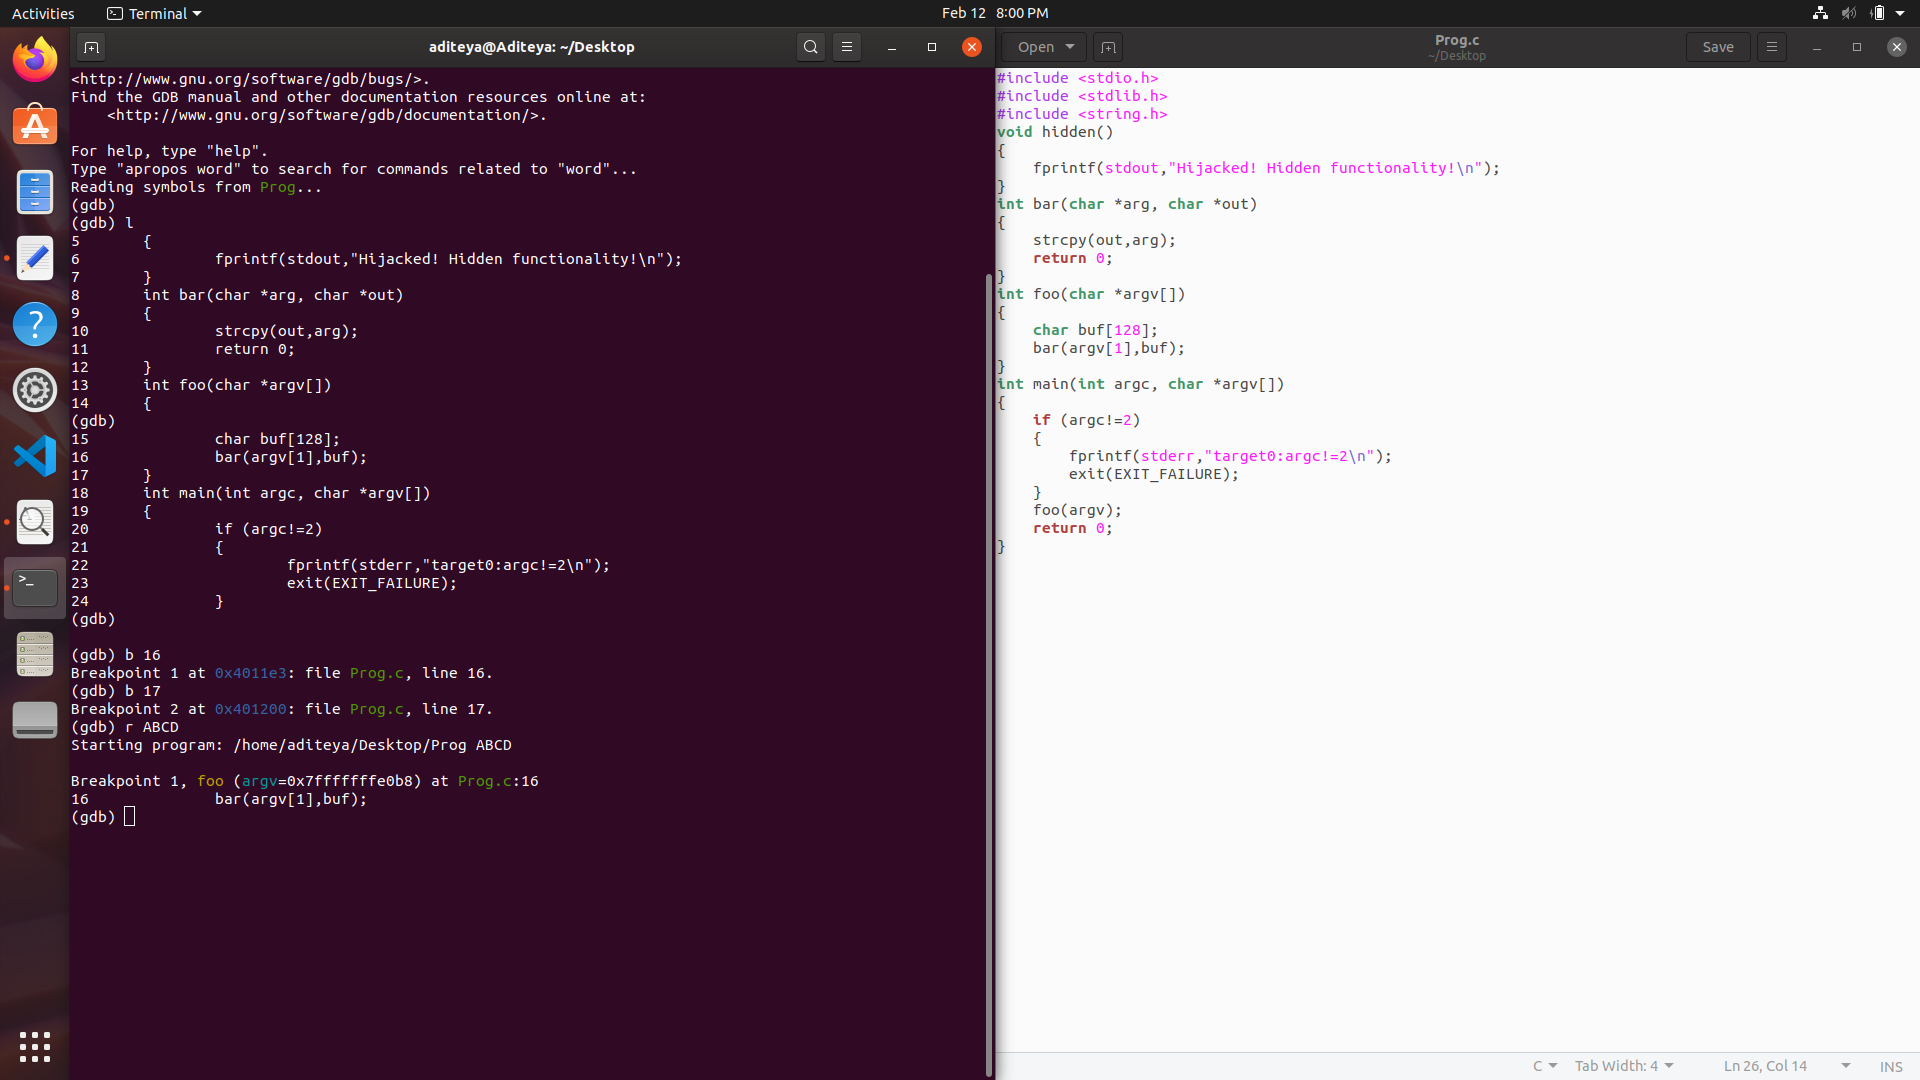 Activities
Terminal
Feb 12 8:00 PM
aditeya@Aditeya: ~/Desktop
<http://www.gnu.org/software/gdb/bugs/>.
Find the GDB manual and other documentation resources online at:
    <http://www.gnu.org/software/gdb/documentation/>.
For help, type "help".
Type "apropos word" to search for commands related to "word"...
Reading symbols from Prog...
(gdb)
(gdb) l
5       {
6               fprintf(stdout,"Hijacked! Hidden functionality!\n");
7       }
8       int bar(char *arg, char *out)
9       {
10              strcpy(out,arg);
11              return 0;
12      }
13      int foo(char *argv[])
14      {
(gdb)
15              char buf[128];
16              bar(argv[1],buf);
17      }
18      int main(int argc, char *argv[])
19      {
20              if (argc!=2)
21              {
22                      fprintf(stderr,"target0:argc!=2\n");
23                      exit(EXIT_FAILURE);
24              }
(gdb)
(gdb) b 16
Breakpoint 1 at 0x4011e3: file Prog.c, line 16.
(gdb) b 17
Breakpoint 2 at 0x401200: file Prog.c, line 17.
(gdb) r ABCD
Starting program: /home/aditeya/Desktop/Prog ABCD
Breakpoint 1, foo (argv=0x7fffffffe0b8) at Prog.c:16
16              bar(argv[1],buf);
(gdb)
Open
Prog.c
~/Desktop
Save
#include <stdio.h>
#include <stdlib.h>
#include <string.h>
void hidden()
{
    fprintf(stdout,"Hijacked! Hidden functionality!\n");
}
int bar(char *arg, char *out)
{
    strcpy(out,arg);
    return 0;
}
int foo(char *argv[])
{
    char buf[128];
    bar(argv[1],buf);
}
int main(int argc, char *argv[])
{
    if (argc!=2)
    {
        fprintf(stderr,"target0:argc!=2\n");
        exit(EXIT_FAILURE);
    }
    foo(argv);
    return 0;
}
C
Tab Width: 4
Ln 26, Col 14
INS